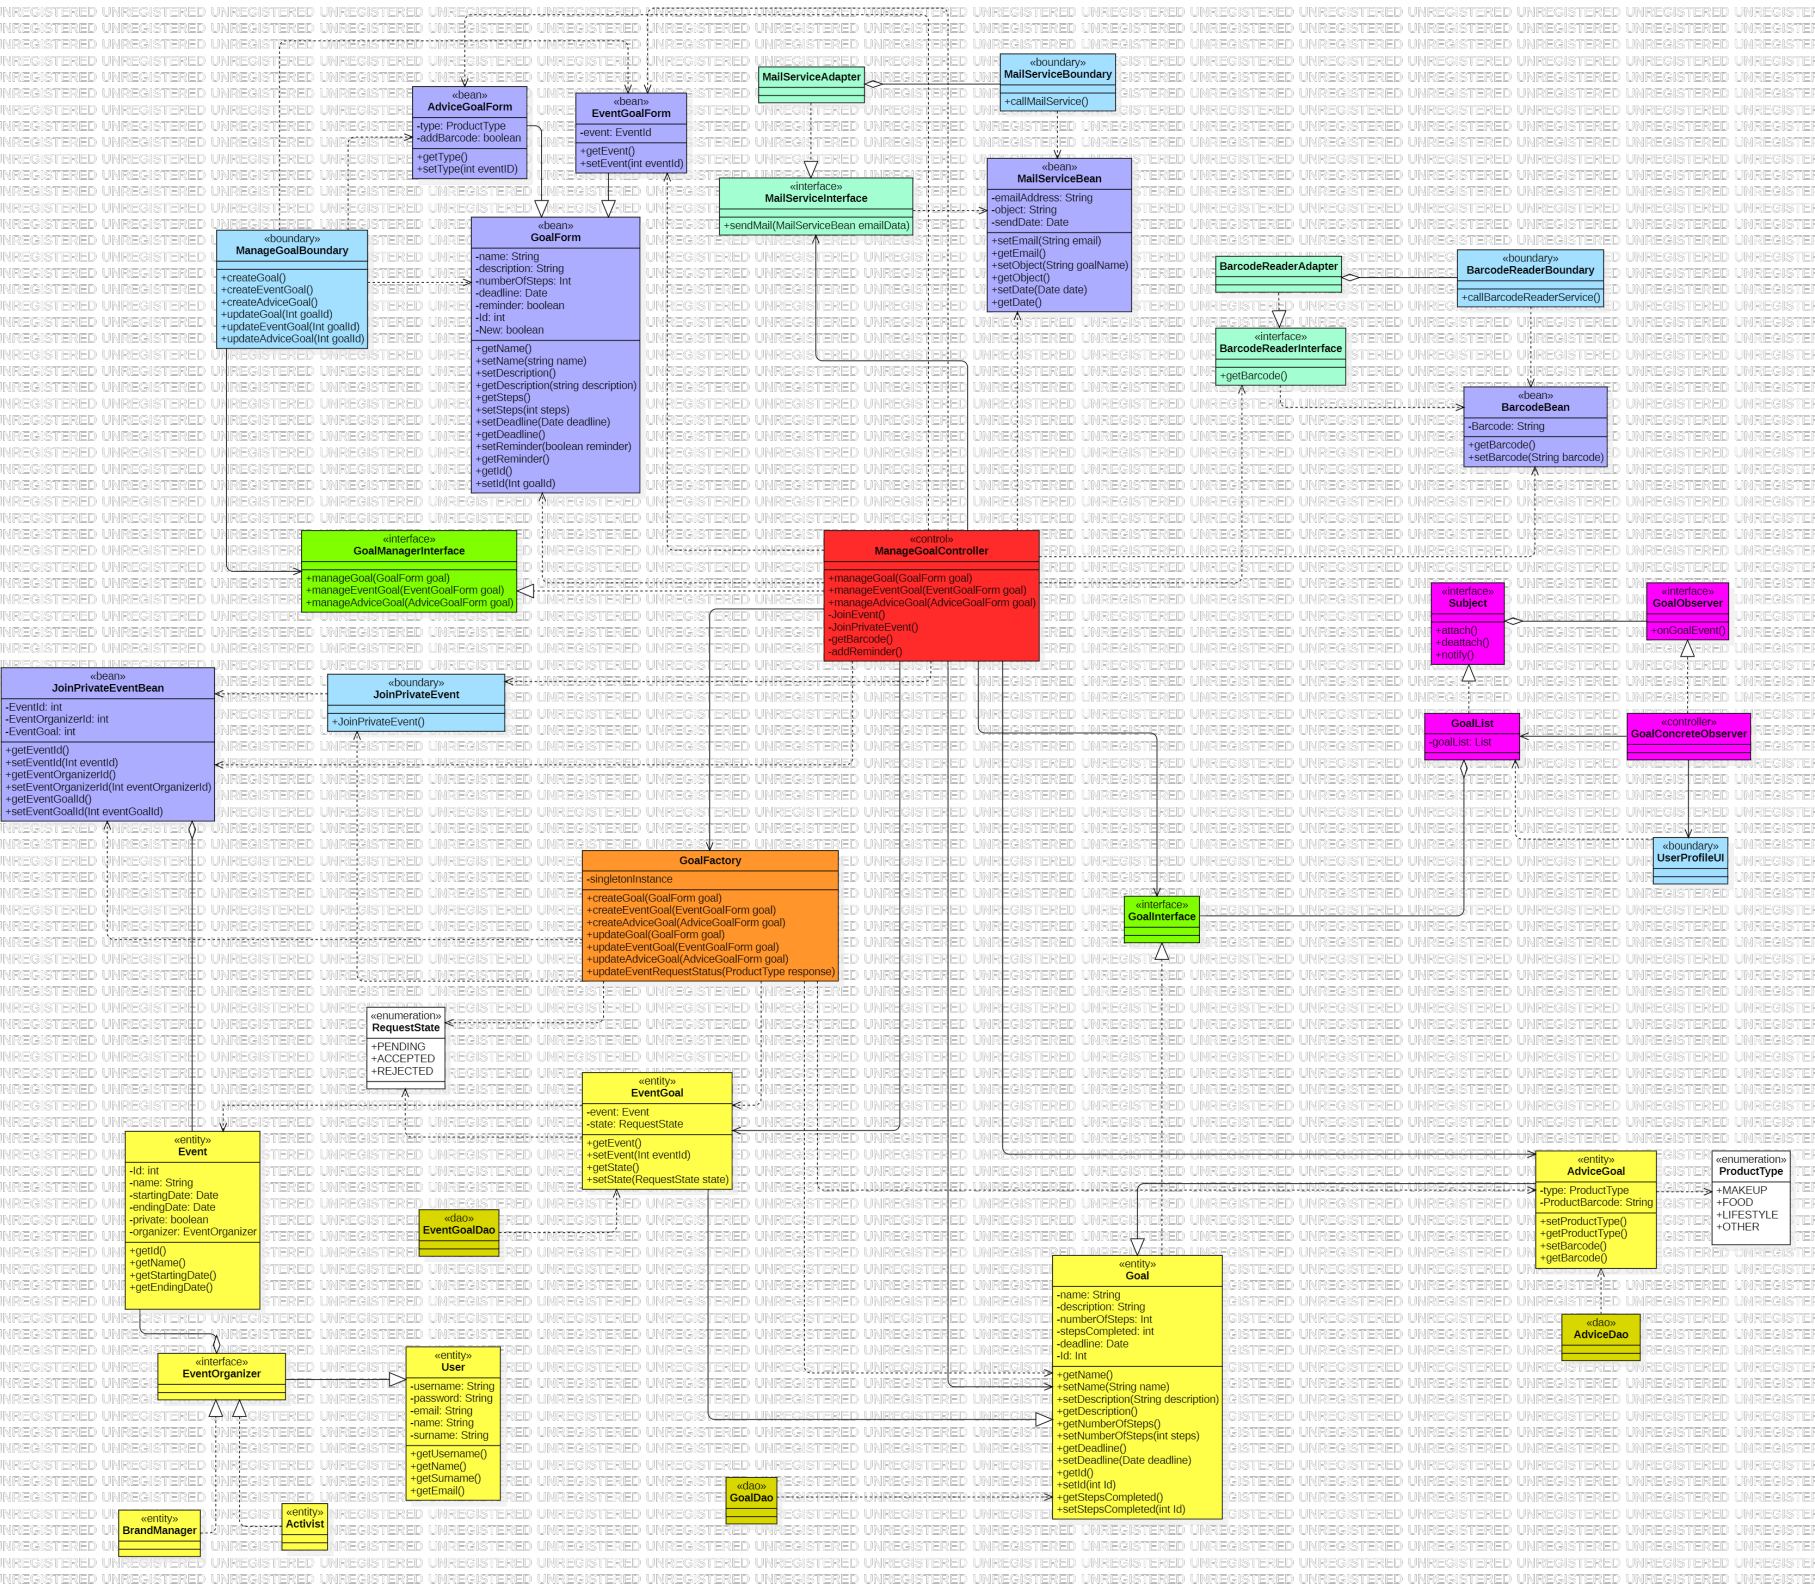 «bean»
AdviceGoalForm
-type: ProductType
-addBarcode: boolean
+getType()
+setType(int eventID)
«bean»
EventGoalForm
-event: EventId
+getEvent()
+setEvent(int eventId)
MailServiceAdapter
«boundary»
MailServiceBoundary
+callMailService()
«interface»
MailServiceInterface
+sendMail(MailServiceBean emailData)
«bean»
MailServiceBean
-emailAddress: String
-object: String
-sendDate: Date
+setEmail(String email)
+getEmail()
+setObject(String goalName)
+getObject()
+setDate(Date date)
+getDate()
«boundary»
ManageGoalBoundary
+createGoal()
+createEventGoal()
+createAdviceGoal()
+updateGoal(Int goalId)
+updateEventGoal(Int goalId)
+updateAdviceGoal(Int goalId)
«bean»
GoalForm
-name: String
-description: String
-numberOfSteps: Int
-deadline: Date
-reminder: boolean
-Id: int
-New: boolean
+getName()
+setName(string name)
+setDescription()
+getDescription(string description)
+getSteps()
+setSteps(int steps)
+setDeadline(Date deadline)
+getDeadline()
+setReminder(boolean reminder)
+getReminder()
+getId()
+setId(Int goalId)
BarcodeReaderAdapter
«boundary»
BarcodeReaderBoundary
+callBarcodeReaderService()
«interface»
BarcodeReaderInterface
+getBarcode()
«bean»
BarcodeBean
-Barcode: String
+getBarcode()
+setBarcode(String barcode)
«interface»
GoalManagerInterface
+manageGoal(GoalForm goal)
+manageEventGoal(EventGoalForm goal)
+manageAdviceGoal(AdviceGoalForm goal)
«control»
ManageGoalController
+manageGoal(GoalForm goal)
+manageEventGoal(EventGoalForm goal)
+manageAdviceGoal(AdviceGoalForm goal)
-JoinEvent()
-JoinPrivateEvent()
-getBarcode()
-addReminder()
«interface»
Subject
+attach()
+deattach()
+notify()
«interface»
GoalObserver
+onGoalEvent()
«bean»
JoinPrivateEventBean
-EventId: int
-EventOrganizerId: int
-EventGoal: int
+getEventId()
+setEventId(Int eventId)
+getEventOrganizerId()
+setEventOrganizerId(Int eventOrganizerId)
+getEventGoalId()
+setEventGoalId(Int eventGoalId)
«boundary»
JoinPrivateEvent
+JoinPrivateEvent()
GoalList
-goalList: List
«controller»
GoalConcreteObserver
«boundary»
UserProfileUI
GoalFactory
-singletonInstance
+createGoal(GoalForm goal)
+createEventGoal(EventGoalForm goal)
+createAdviceGoal(AdviceGoalForm goal)
+updateGoal(GoalForm goal)
+updateEventGoal(EventGoalForm goal)
+updateAdviceGoal(AdviceGoalForm goal)
+updateEventRequestStatus(ProductType response)
«interface»
GoalInterface
«enumeration»
RequestState
+PENDING
+ACCEPTED
+REJECTED
«entity»
EventGoal
-event: Event
-state: RequestState
+getEvent()
+setEvent(Int eventId)
+getState()
+setState(RequestState state)
«entity»
Event
-Id: int
-name: String
-startingDate: Date
-endingDate: Date
-private: boolean
-organizer: EventOrganizer
+getId()
+getName()
+getStartingDate()
+getEndingDate()
«dao»
EventGoalDao
«entity»
AdviceGoal
-type: ProductType
-ProductBarcode: String
+setProductType()
+getProductType()
+setBarcode()
+getBarcode()
«enumeration»
ProductType
+MAKEUP
+FOOD
+LIFESTYLE
+OTHER
«dao»
AdviceDao
«entity»
Goal
-name: String
-description: String
-numberOfSteps: Int
-stepsCompleted: int
-deadline: Date
-Id: Int
+getName()
+setName(String name)
+setDescription(String description)
+getDescription()
+getNumberOfSteps()
+setNumberOfSteps(int steps)
+getDeadline()
+setDeadline(Date deadline)
+getId()
+setId(int Id)
+getStepsCompleted()
+setStepsCompleted(int Id)
«interface»
EventOrganizer
«entity»
User
-username: String
-password: String
-email: String
-name: String
-surname: String
+getUsername()
+getName()
+getSurname()
+getEmail()
«dao»
GoalDao
«entity»
BrandManager
«entity»
Activist
UNREGISTERED